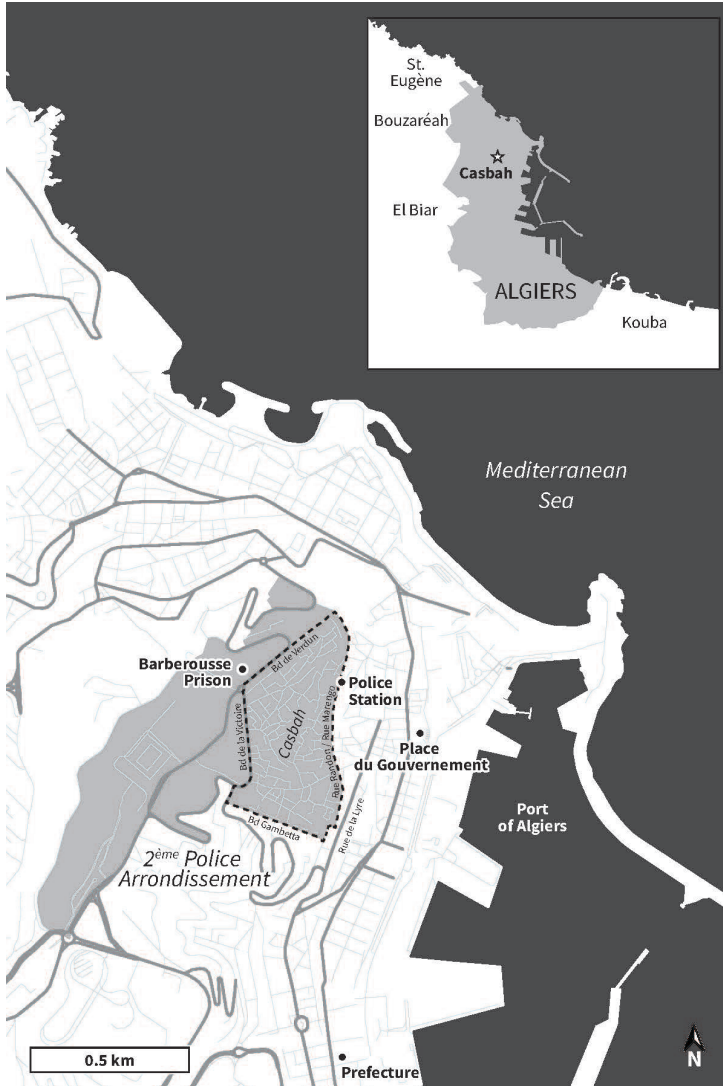 St.
Eugène
Bouzaréah
Casbah
El Biar
ALGIERS
Kouba
Mediterranean
Sea
Bd de Verdun
Barberousse
Prison
Police
Station
Bd de la Victoire
Casbah
Rue Randon / Rue Marengo
Place
du Gouvernement
Rue de la Lyre
Port
of Algiers
Bd Gambetta
2ème Police
Arrondissement
0.5 km
N
Prefecture